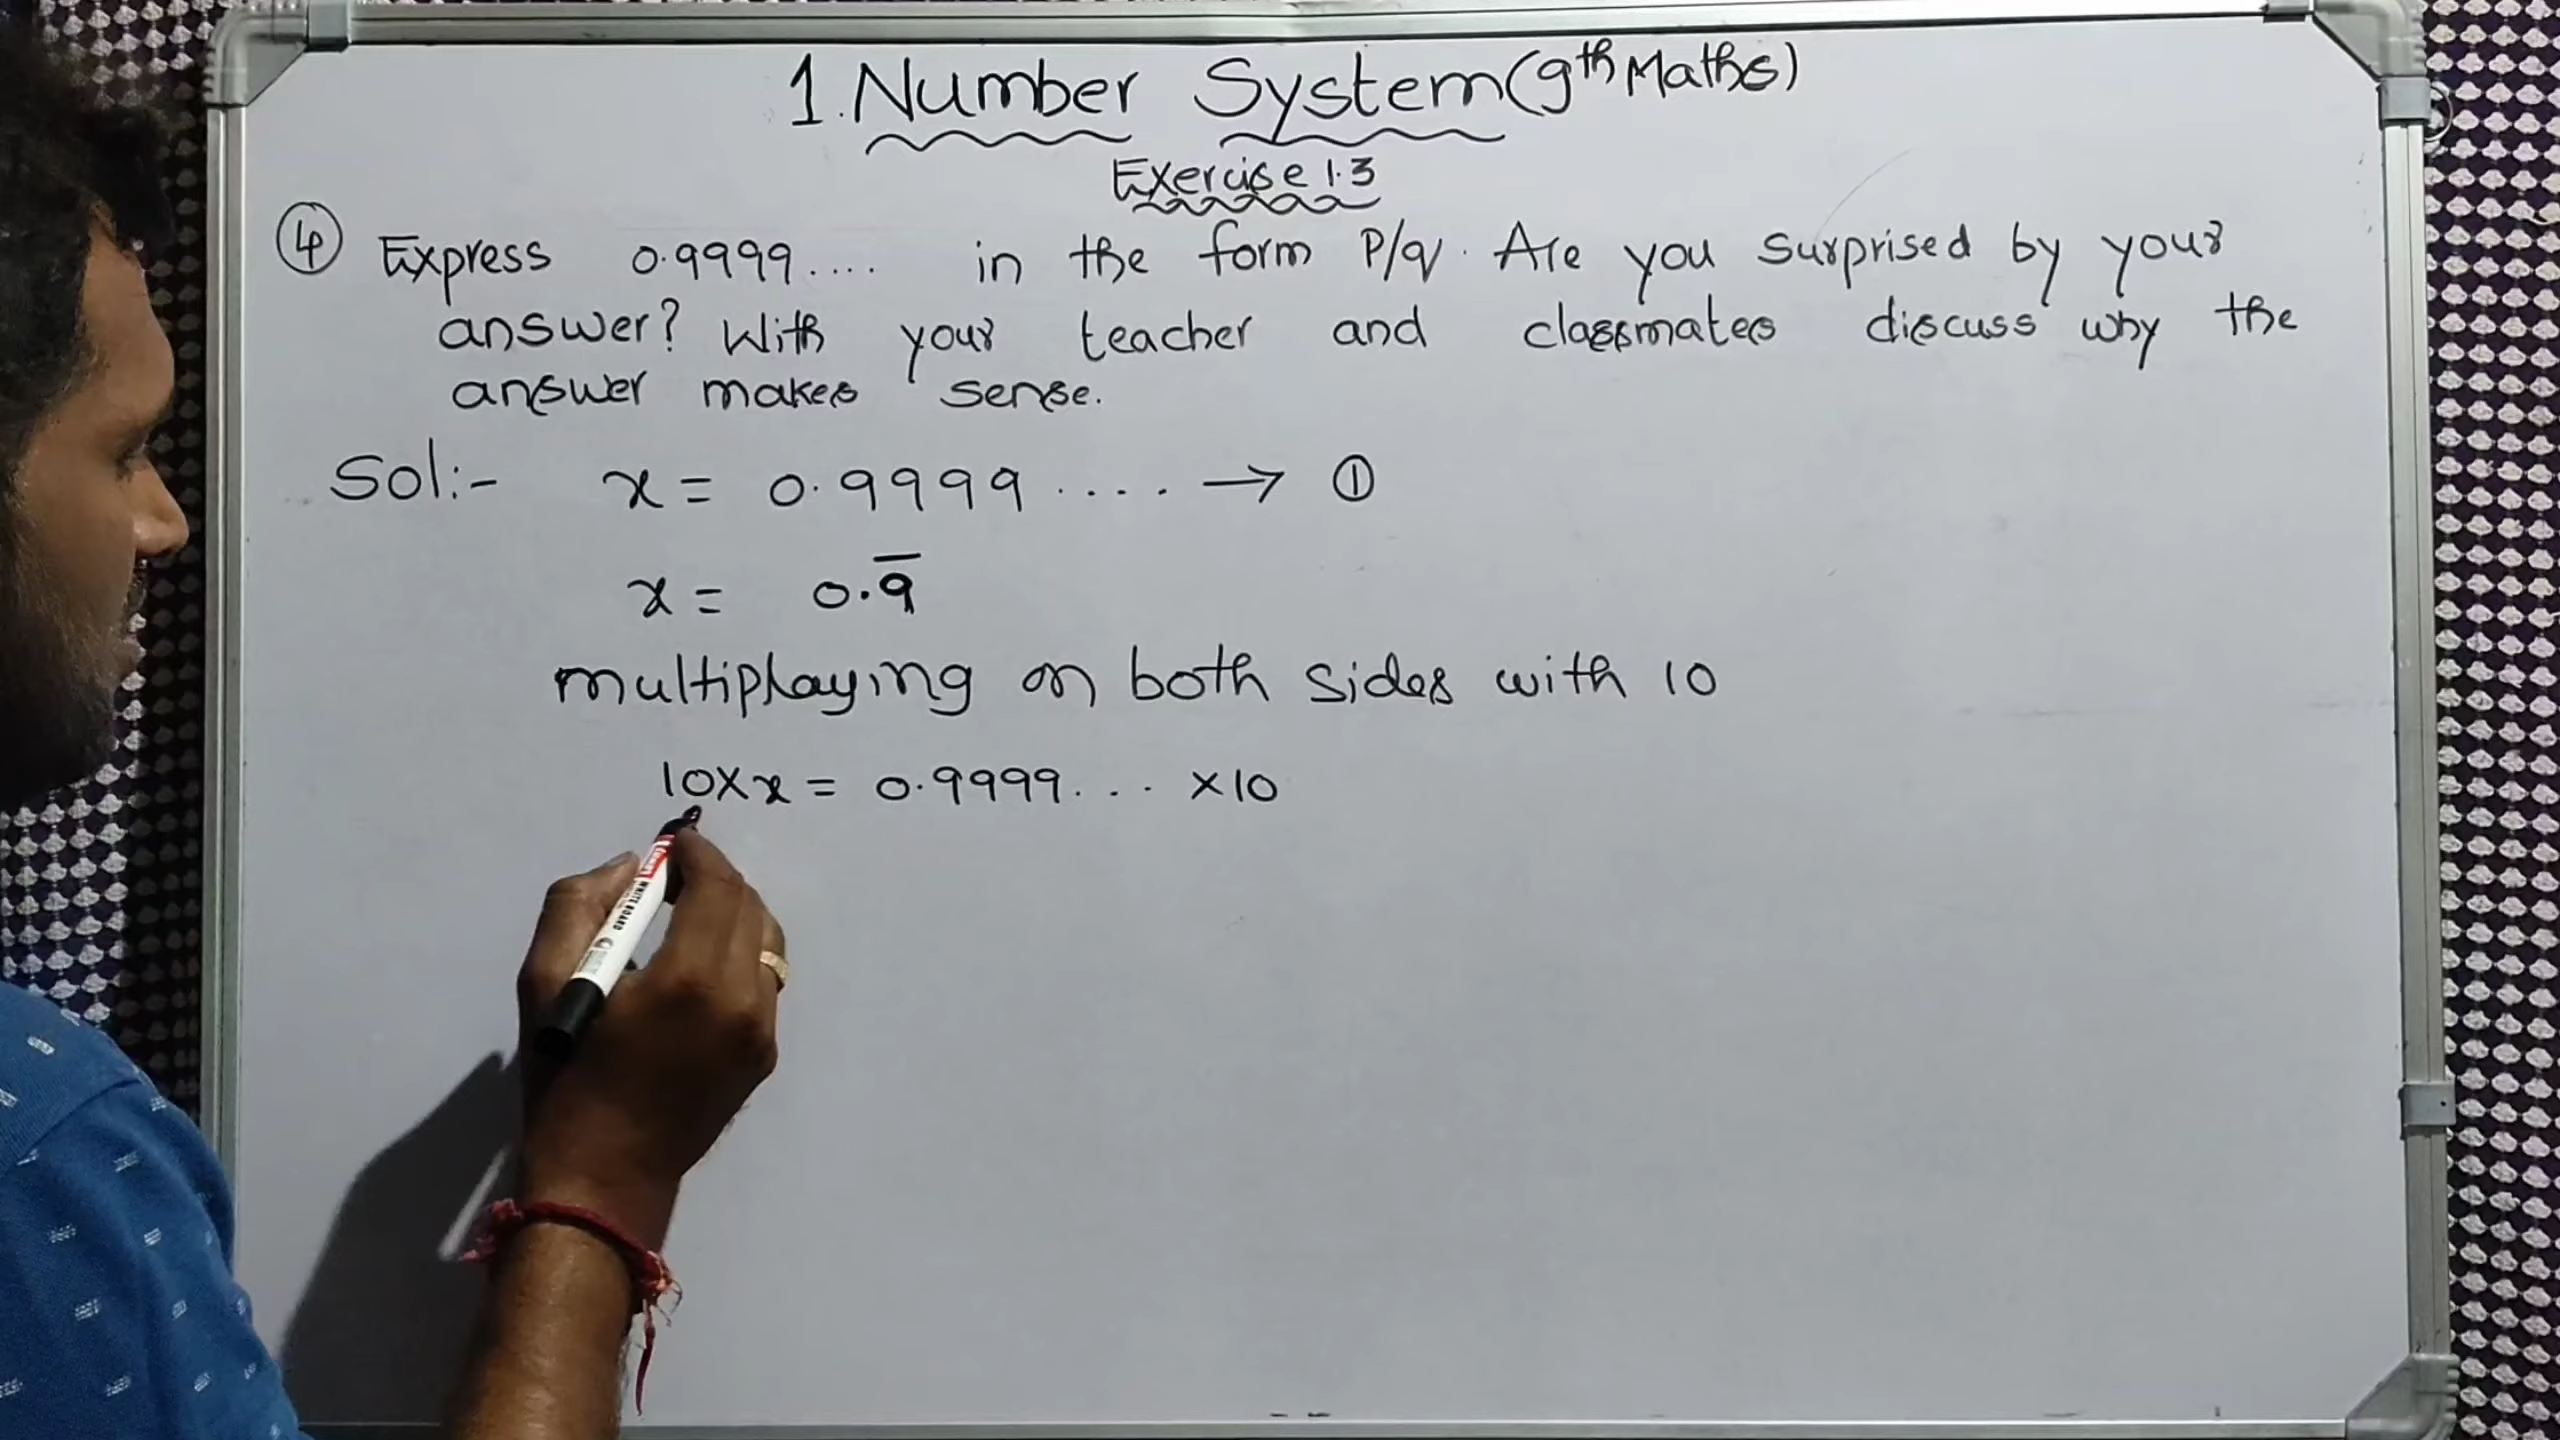 1. Number System (9th Maths)
Exercise 1.3
④ Express 0.9999.... in the form P/q. Are you surprised by your
answer? With your teacher and classmates discuss why the
answer makes sense.
Sol:- x = 0.9999.... → ①
x = 0.9̅
multiplaying on both sides with 10
10×x = 0.9999... ×10
WHITE BOARD